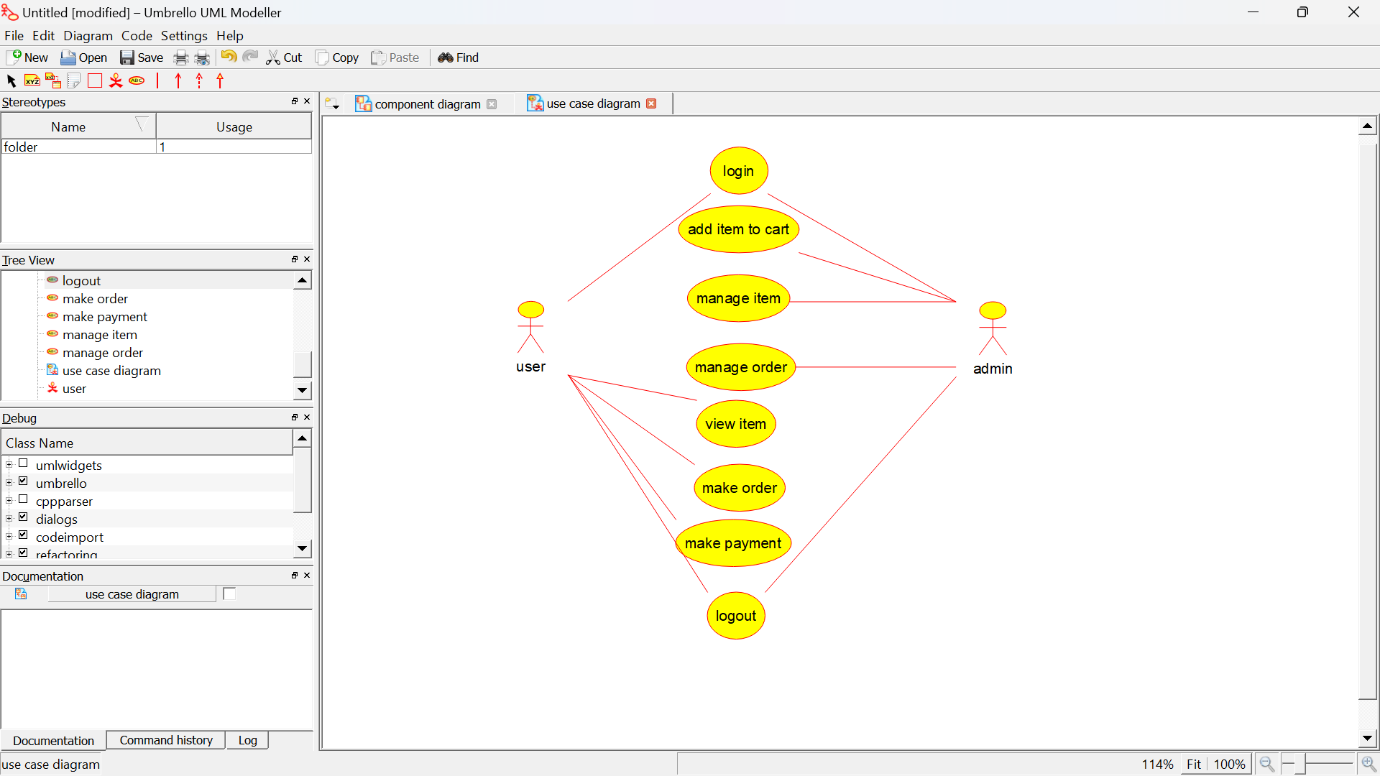 Untitled [modified] – Umbrello UML Modeller
File Edit Diagram Code Settings Help
New Open Save Cut Copy Paste Find
XYZ ABC
Stereotypes
component diagram use case diagram
Name Usage
folder 1
Tree View
logout
make order
make payment
manage item
manage order
use case diagram
user
Debug
Class Name
umlwidgets
umbrello
cppparser
dialogs
codeimport
refactoring
Documentation
use case diagram
Documentation Command history Log
login
add item to cart
manage item
user
admin
manage order
view item
make order
make payment
logout
use case diagram
114% Fit 100%